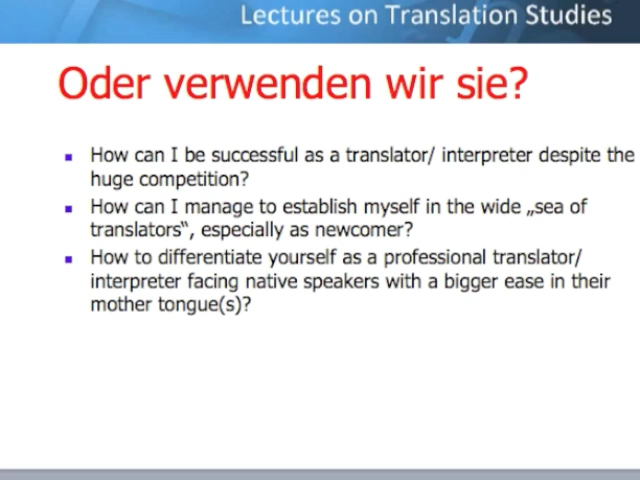 Lectures on Translation Studies
Oder verwenden wir sie?
How can I be successful as a translator/ interpreter despite the
huge competition?
How can I manage to establish myself in the wide „sea of
translators“, especially as newcomer?
How to differentiate yourself as a professional translator/
interpreter facing native speakers with a bigger ease in their
mother tongue(s)?